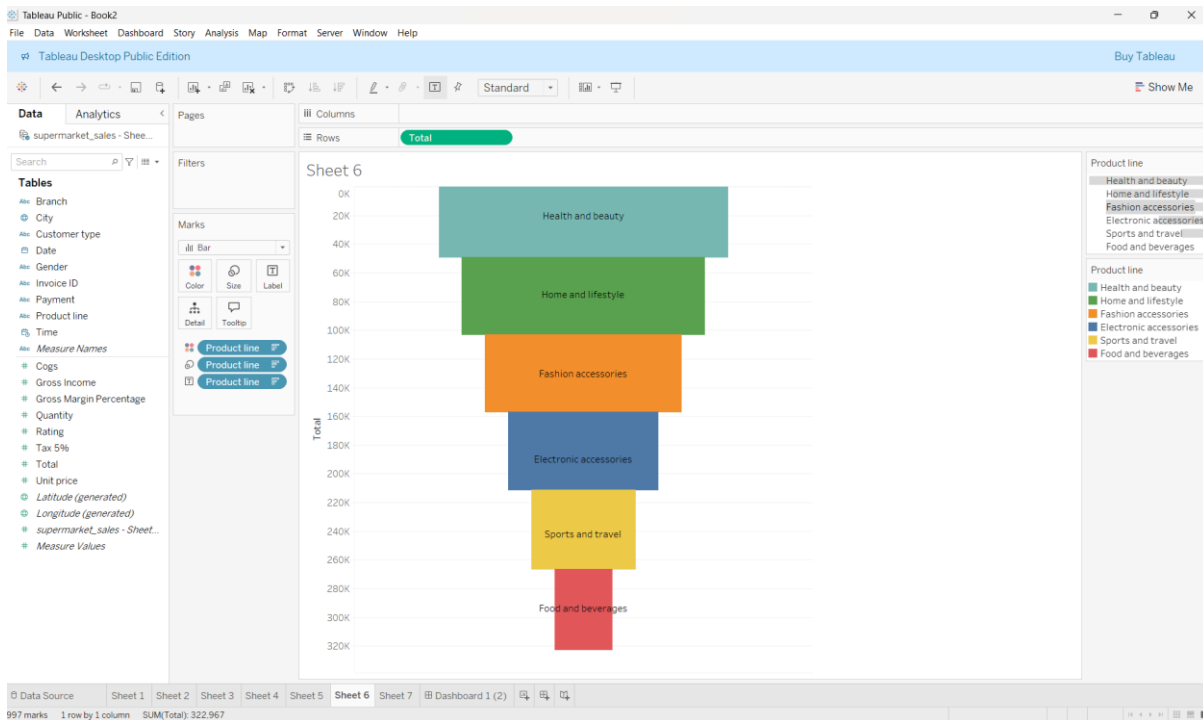 Tableau Public - Book2
File Data Worksheet Dashboard Story Analysis Map Format Server Window Help
Tableau Desktop Public Edition
Buy Tableau
Standard
Show Me
Data Analytics
Pages
Columns
supermarket_sales - Shee...
Rows
Total
Search
Filters
Sheet 6
Product line
Tables
Health and beauty
Home and lifestyle
Fashion accessories
Electronic accessories
Sports and travel
Food and beverages
Abc Branch
City
Abc Customer type
Date
Abc Gender
Abc Invoice ID
Abc Payment
Abc Product line
Time
Abc Measure Names
# Cogs
# Gross Income
# Gross Margin Percentage
# Quantity
# Rating
# Tax 5%
# Total
# Unit price
Latitude (generated)
Longitude (generated)
# supermarket_sales - Sheet...
# Measure Values
Marks
Bar
Color Size Label
Detail Tooltip
Product line
Product line
Product line
Total
0K
20K
40K
60K
80K
100K
120K
140K
160K
180K
200K
220K
240K
260K
280K
300K
320K
Health and beauty
Home and lifestyle
Fashion accessories
Electronic accessories
Sports and travel
Food and beverages
Product line
Health and beauty
Home and lifestyle
Fashion accessories
Electronic accessories
Sports and travel
Food and beverages
Data Source Sheet 1 Sheet 2 Sheet 3 Sheet 4 Sheet 5 Sheet 6 Sheet 7 Dashboard 1 (2)
997 marks 1 row by 1 column SUM(Total): 322,967